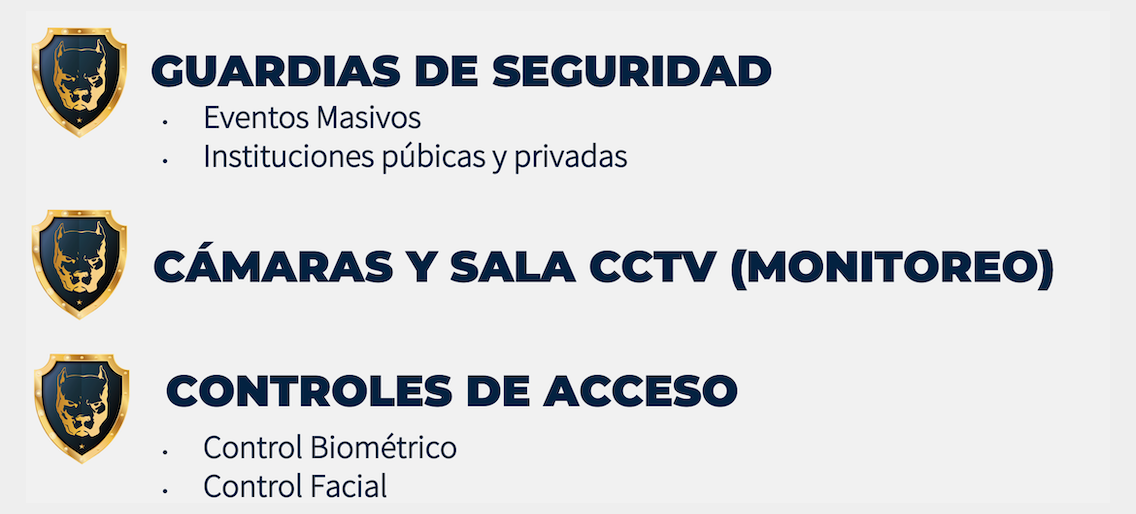 GUARDIAS DE SEGURIDAD
· Eventos Masivos
· Instituciones púbicas y privadas
CÁMARAS Y SALA CCTV (MONITOREO)
CONTROLES DE ACCESO
· Control Biométrico
· Control Facial